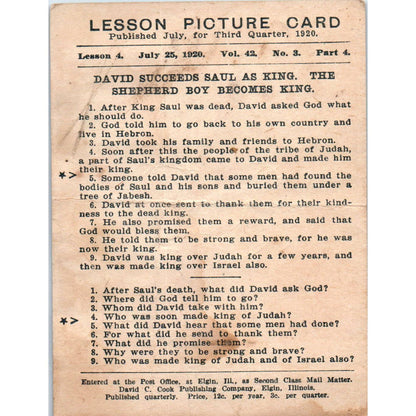 LESSON PICTURE CARD
Published July, for Third Quarter, 1920.
Lesson 4. July 25, 1920. Vol. 42. No. 3. Part 4.
DAVID SUCCEEDS SAUL AS KING. THE
SHEPHERD BOY BECOMES KING.
1. After King Saul was dead, David asked God what
he should do.
2. God told him to go back to his own country and
live in Hebron.
3. David took his family and friends to Hebron.
4. Soon after this the people of the tribe of Judah,
a part of Saul's kingdom came to David and made him
their king.
5. Someone told David that some men had found the
bodies of Saul and his sons and buried them under a
tree of Jabesh.
6. David at once sent to thank them for their kind-
ness to the dead king.
7. He also promised them a reward, and said that
God would bless them.
8. He told them to be strong and brave, for he was
now their king.
9. David was king over Judah for a few years, and
then was made king over Israel also.
1. After Saul's death, what did David ask God?
2. Where did God tell him to go?
3. Whom did David take with him?
4. Who was soon made king of Judah?
5. What did David hear that some men had done?
6. For what did he send to thank them?
7. What did he promise them?
8. Why were they to be strong and brave?
9. Who was made king of Judah and of Israel also?
Entered at the Post Office, at Elgin, Ill., as Second Class Mail Matter.
David C. Cook Publishing Company, Elgin, Illinois.
Published quarterly. Price, 12c. per year, 3c. per quarter.